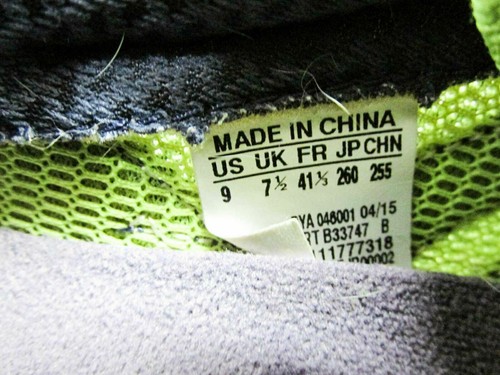 MADE IN CHINA
US UK FR JP CHN
9 7½ 41⅓ 260 255
046001 04/15
B33747 B
11777318